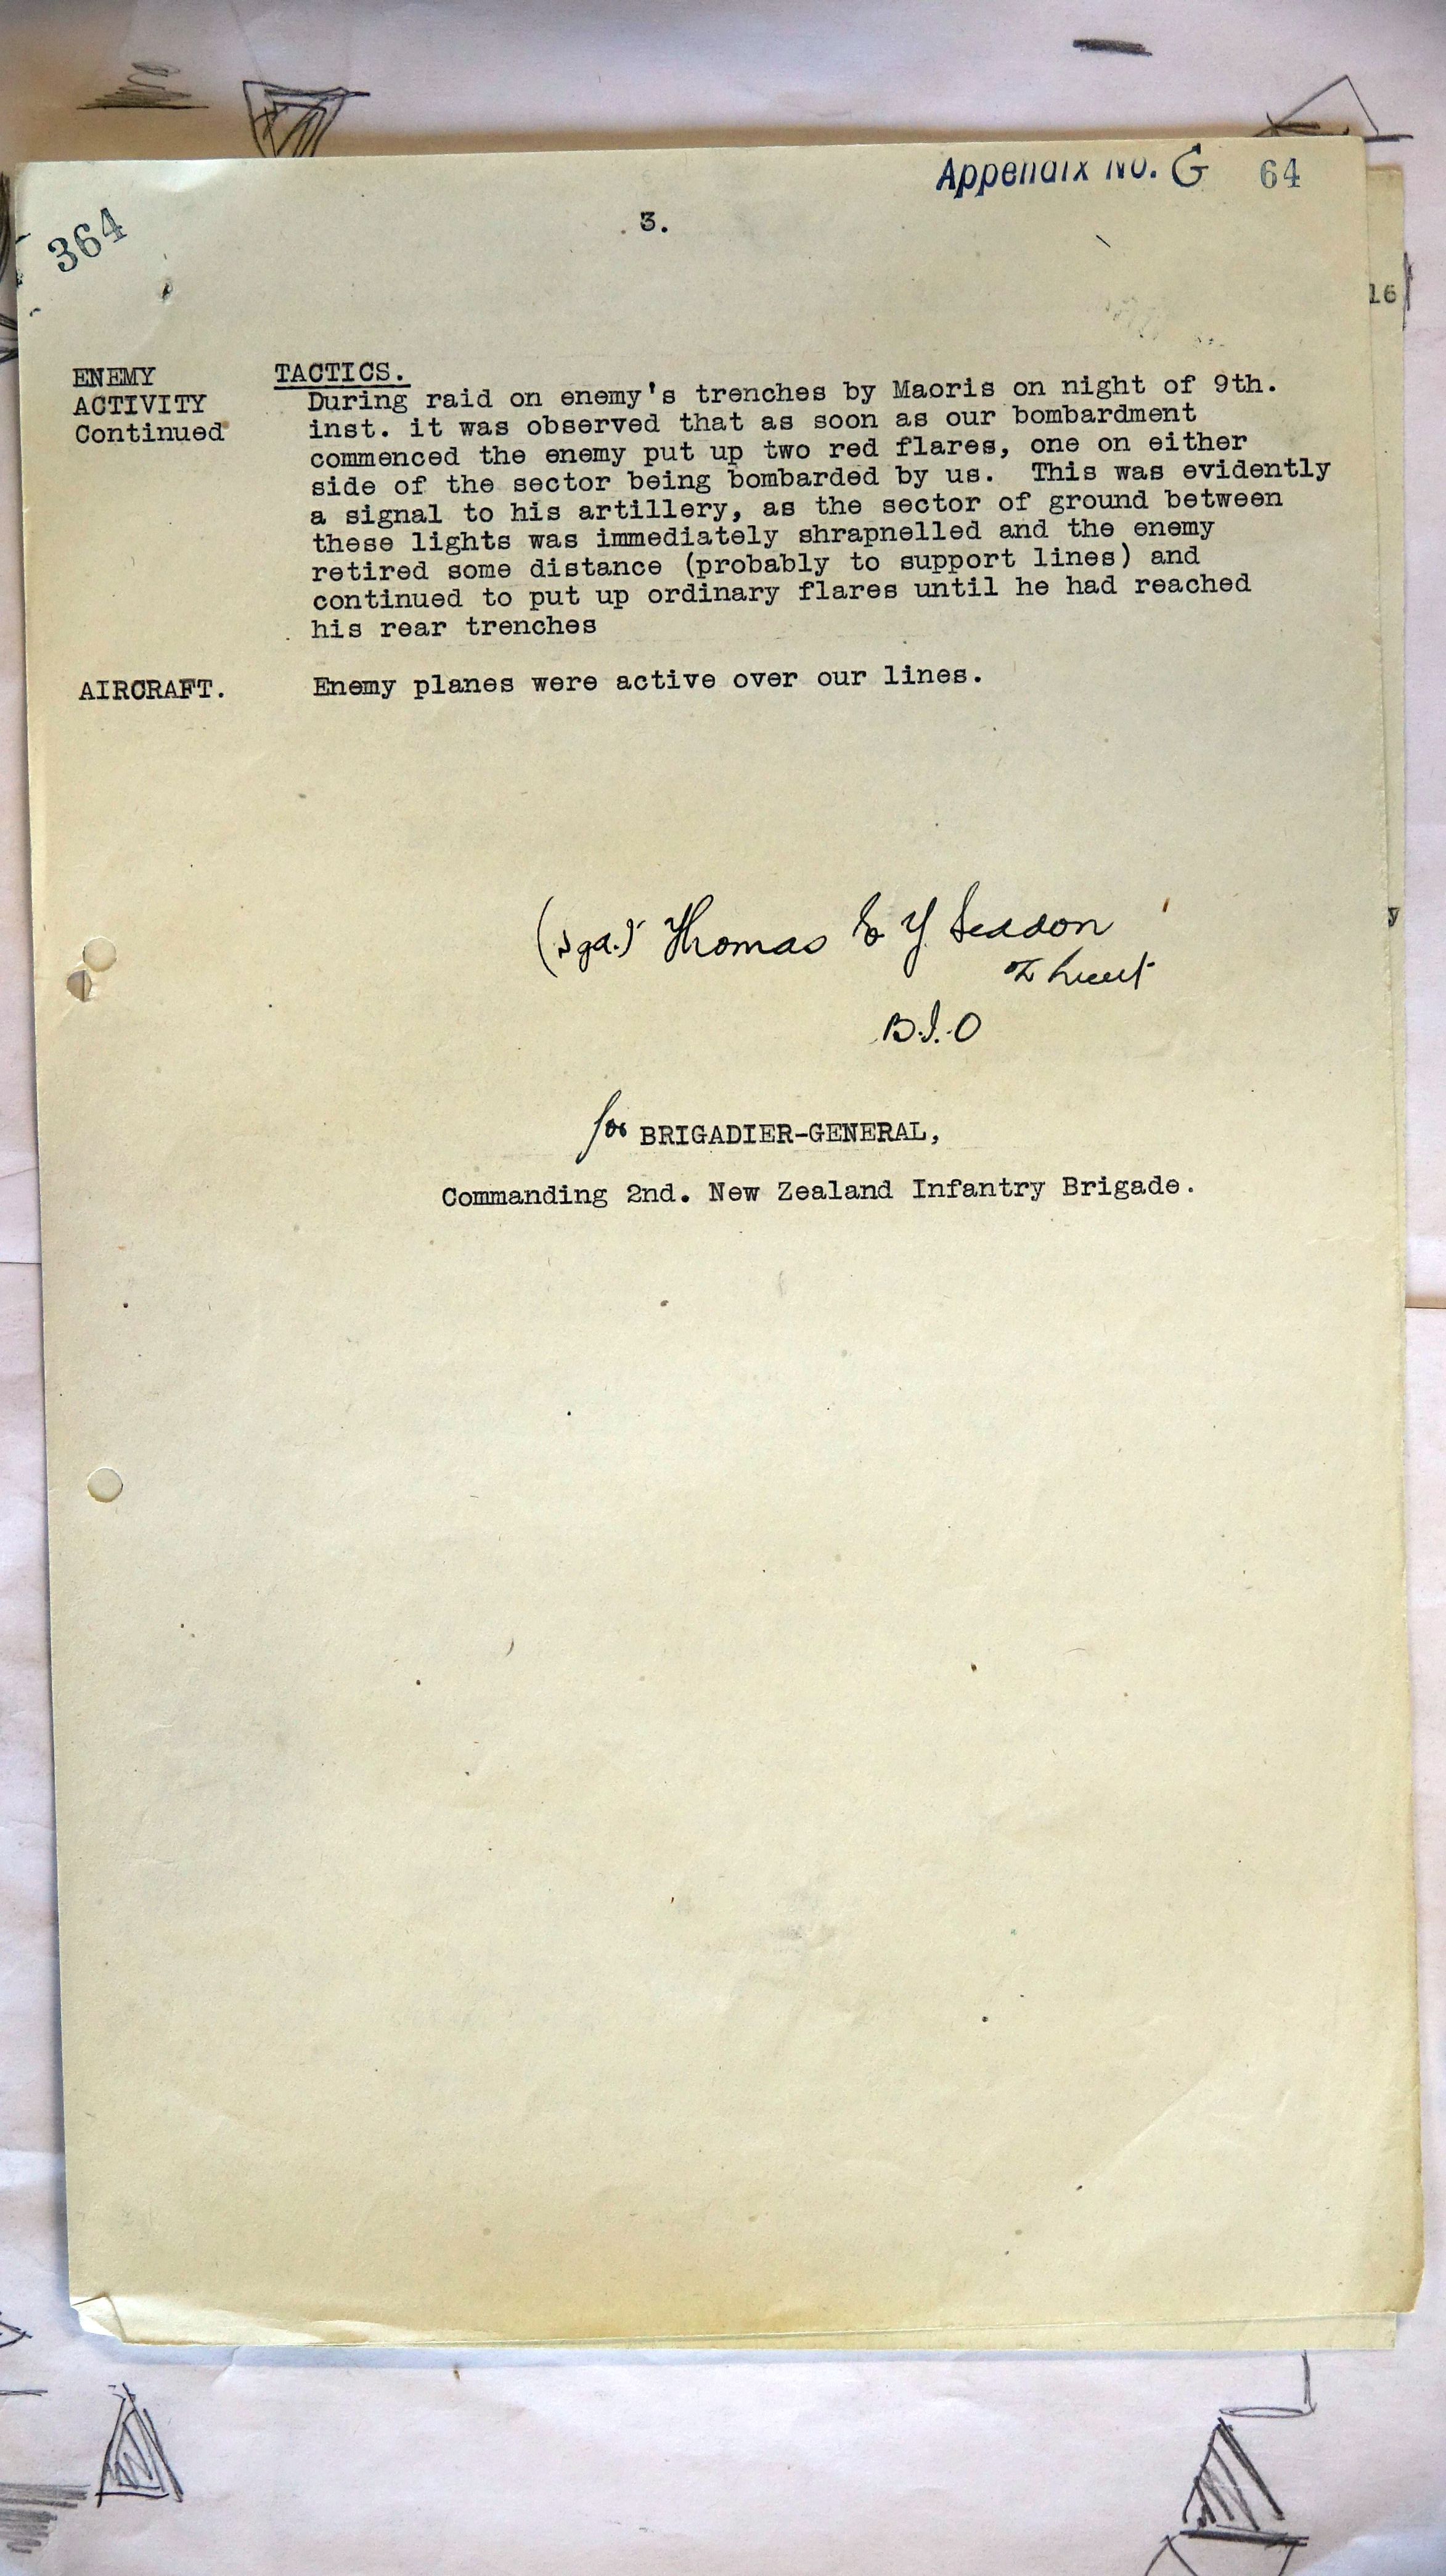 Appendix No. G 64
364
3.
16
ENEMY
ACTIVITY
Continued
TACTICS.
During raid on enemy's trenches by Maoris on night of 9th.
inst. it was observed that as soon as our bombardment
commenced the enemy put up two red flares, one on either
side of the sector being bombarded by us. This was evidently
a signal to his artillery, as the sector of ground between
these lights was immediately shrapnelled and the enemy
retired some distance (probably to support lines) and
continued to put up ordinary flares until he had reached
his rear trenches
AIRCRAFT. Enemy planes were active over our lines.
(sgd.) Thomas E Y Seddon
Lieut
B.I.O
for BRIGADIER-GENERAL,
Commanding 2nd. New Zealand Infantry Brigade.